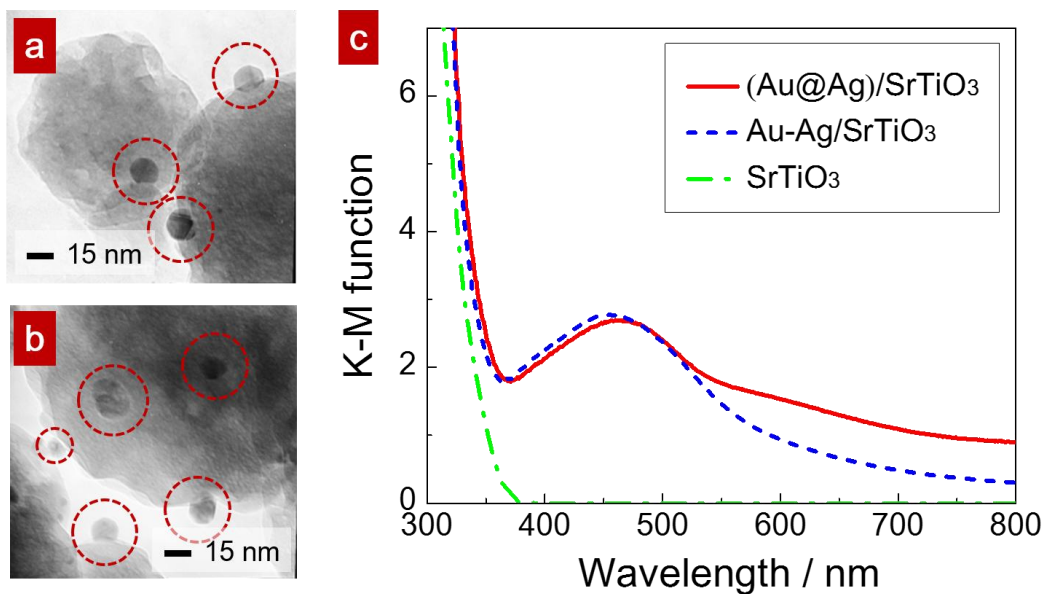 a
15 nm
b
15 nm
c
(Au@Ag)/SrTiO3
Au-Ag/SrTiO3
SrTiO3
K-M function
6
4
2
0
300 400 500 600 700 800
Wavelength / nm